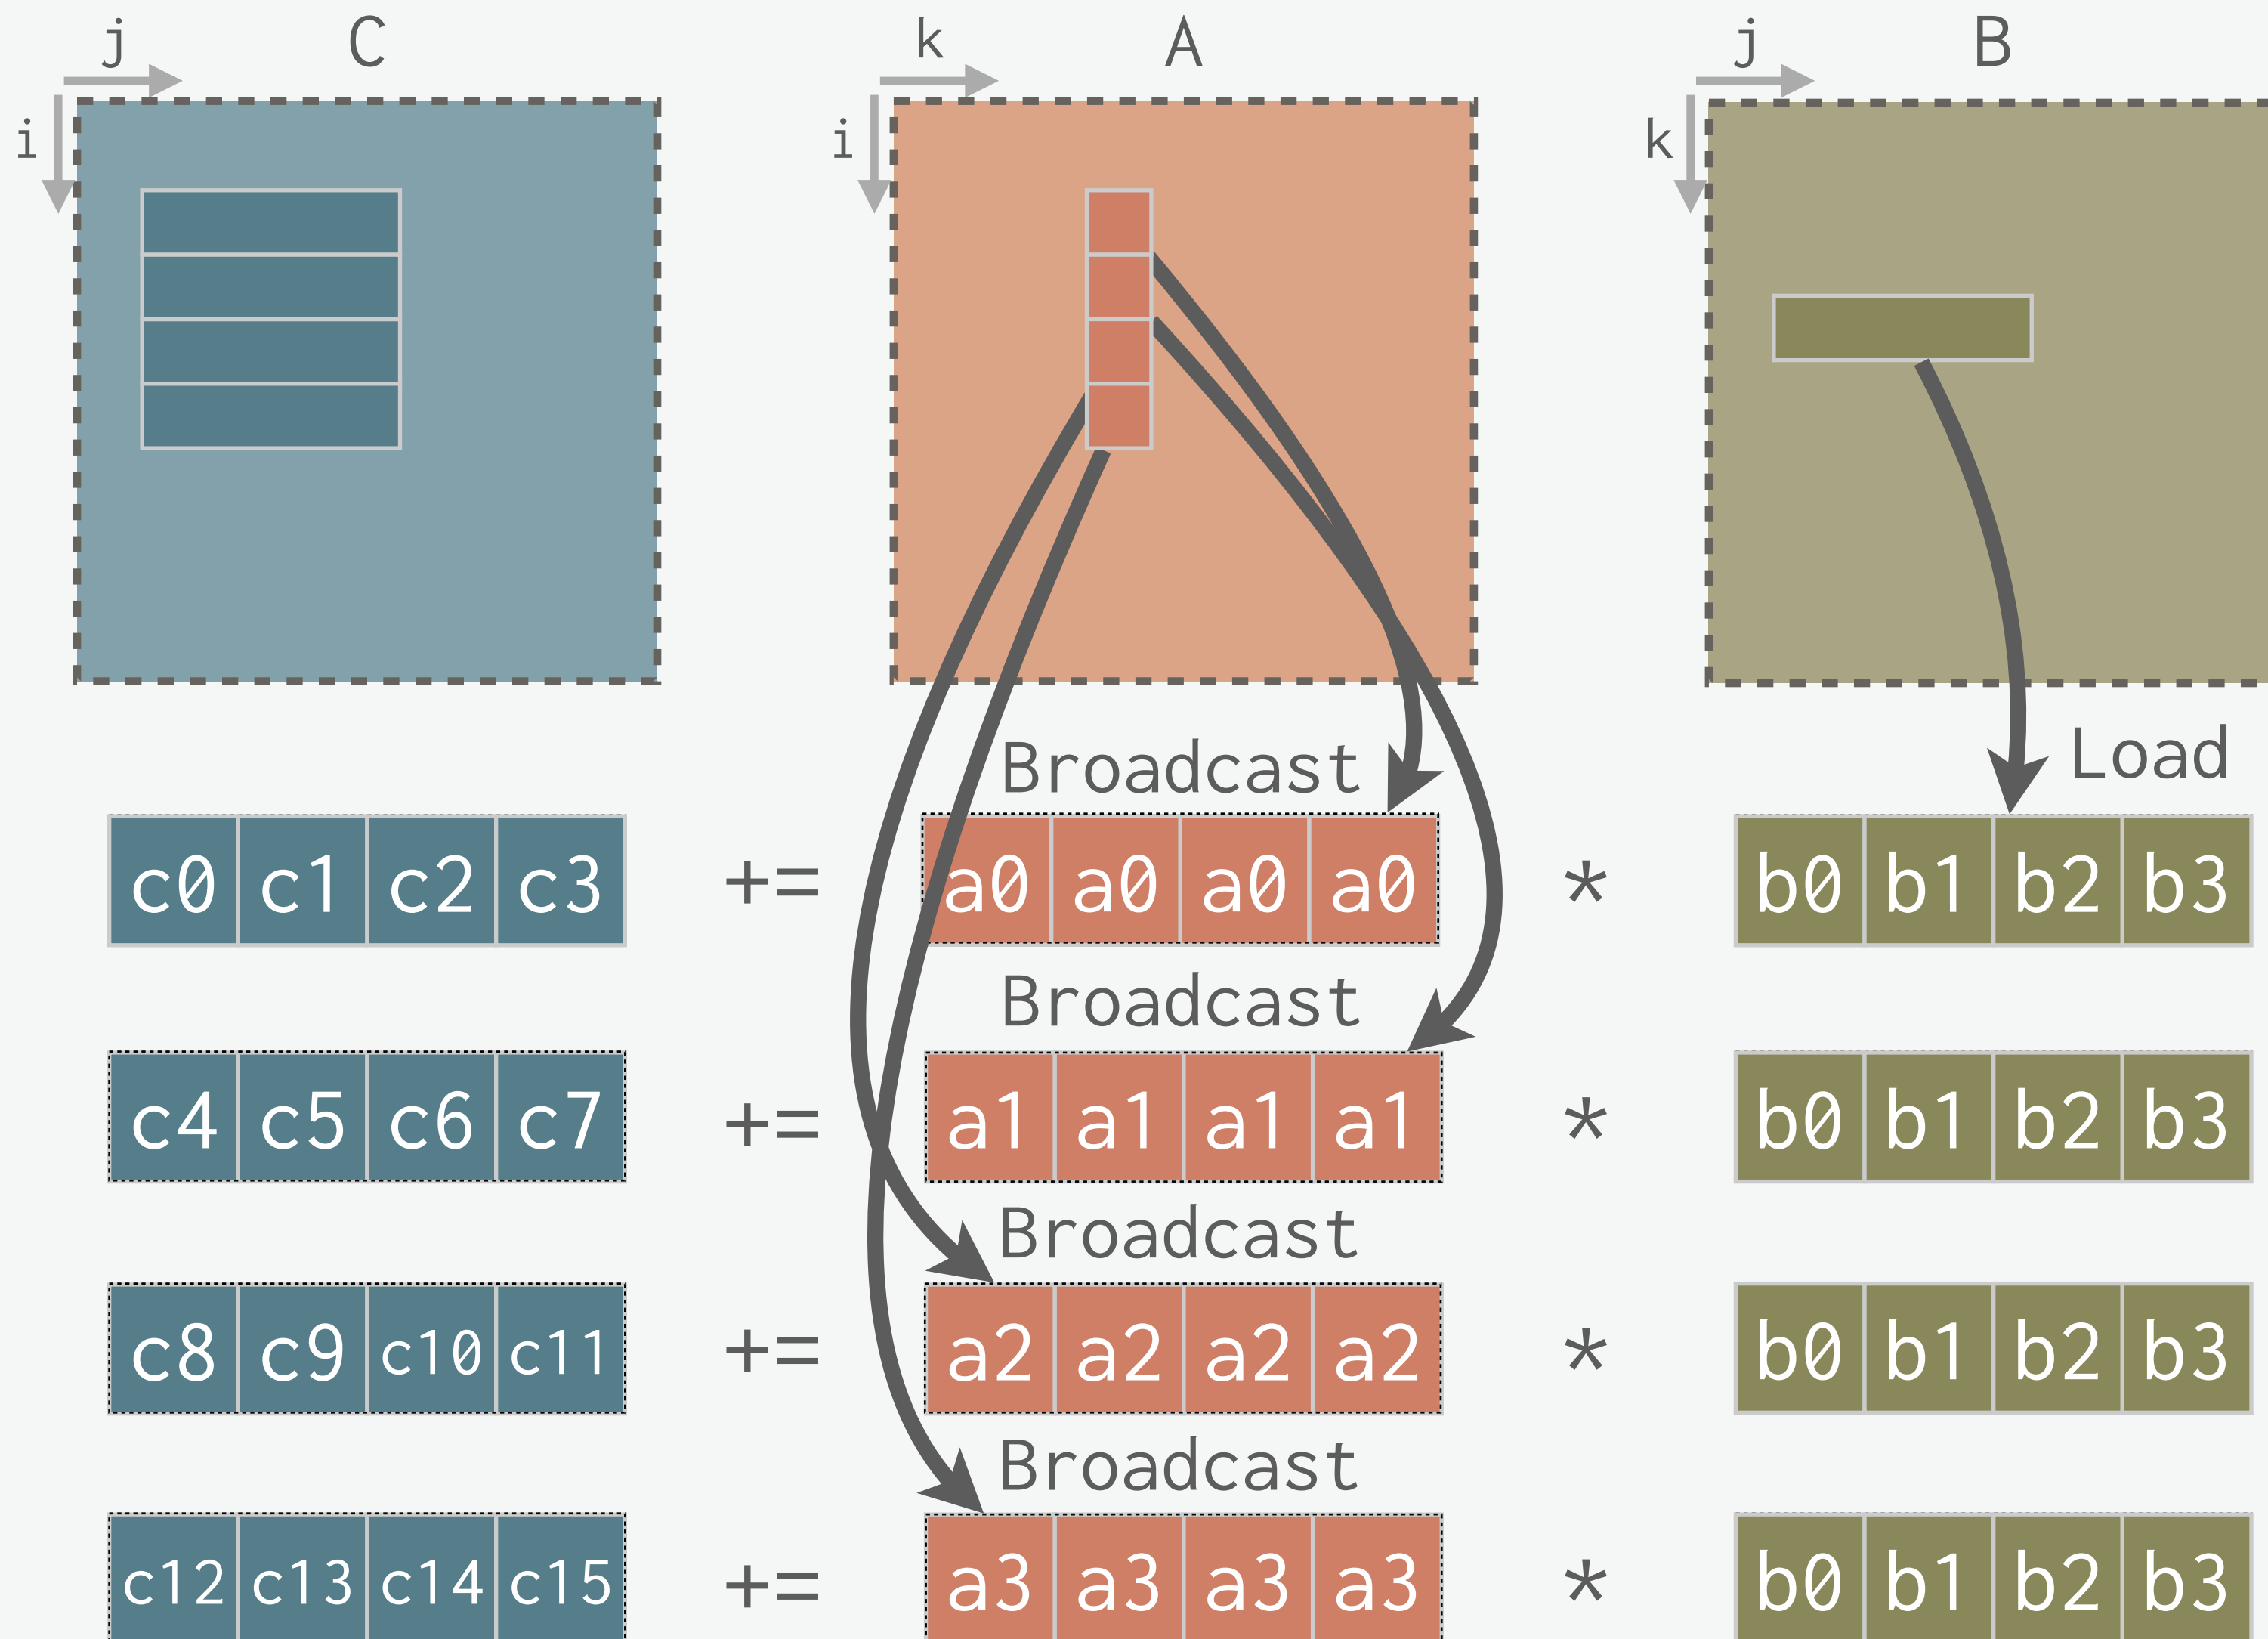 j C k A j B
i i k
Load
Broadcast
c0 c1 c2 c3 += a0 a0 a0 a0 * b0 b1 b2 b3
Broadcast
c4 c5 c6 c7 += a1 a1 a1 a1 * b0 b1 b2 b3
Broadcast
c8 c9 c10 c11 += a2 a2 a2 a2 * b0 b1 b2 b3
Broadcast
c12 c13 c14 c15 += a3 a3 a3 a3 * b0 b1 b2 b3